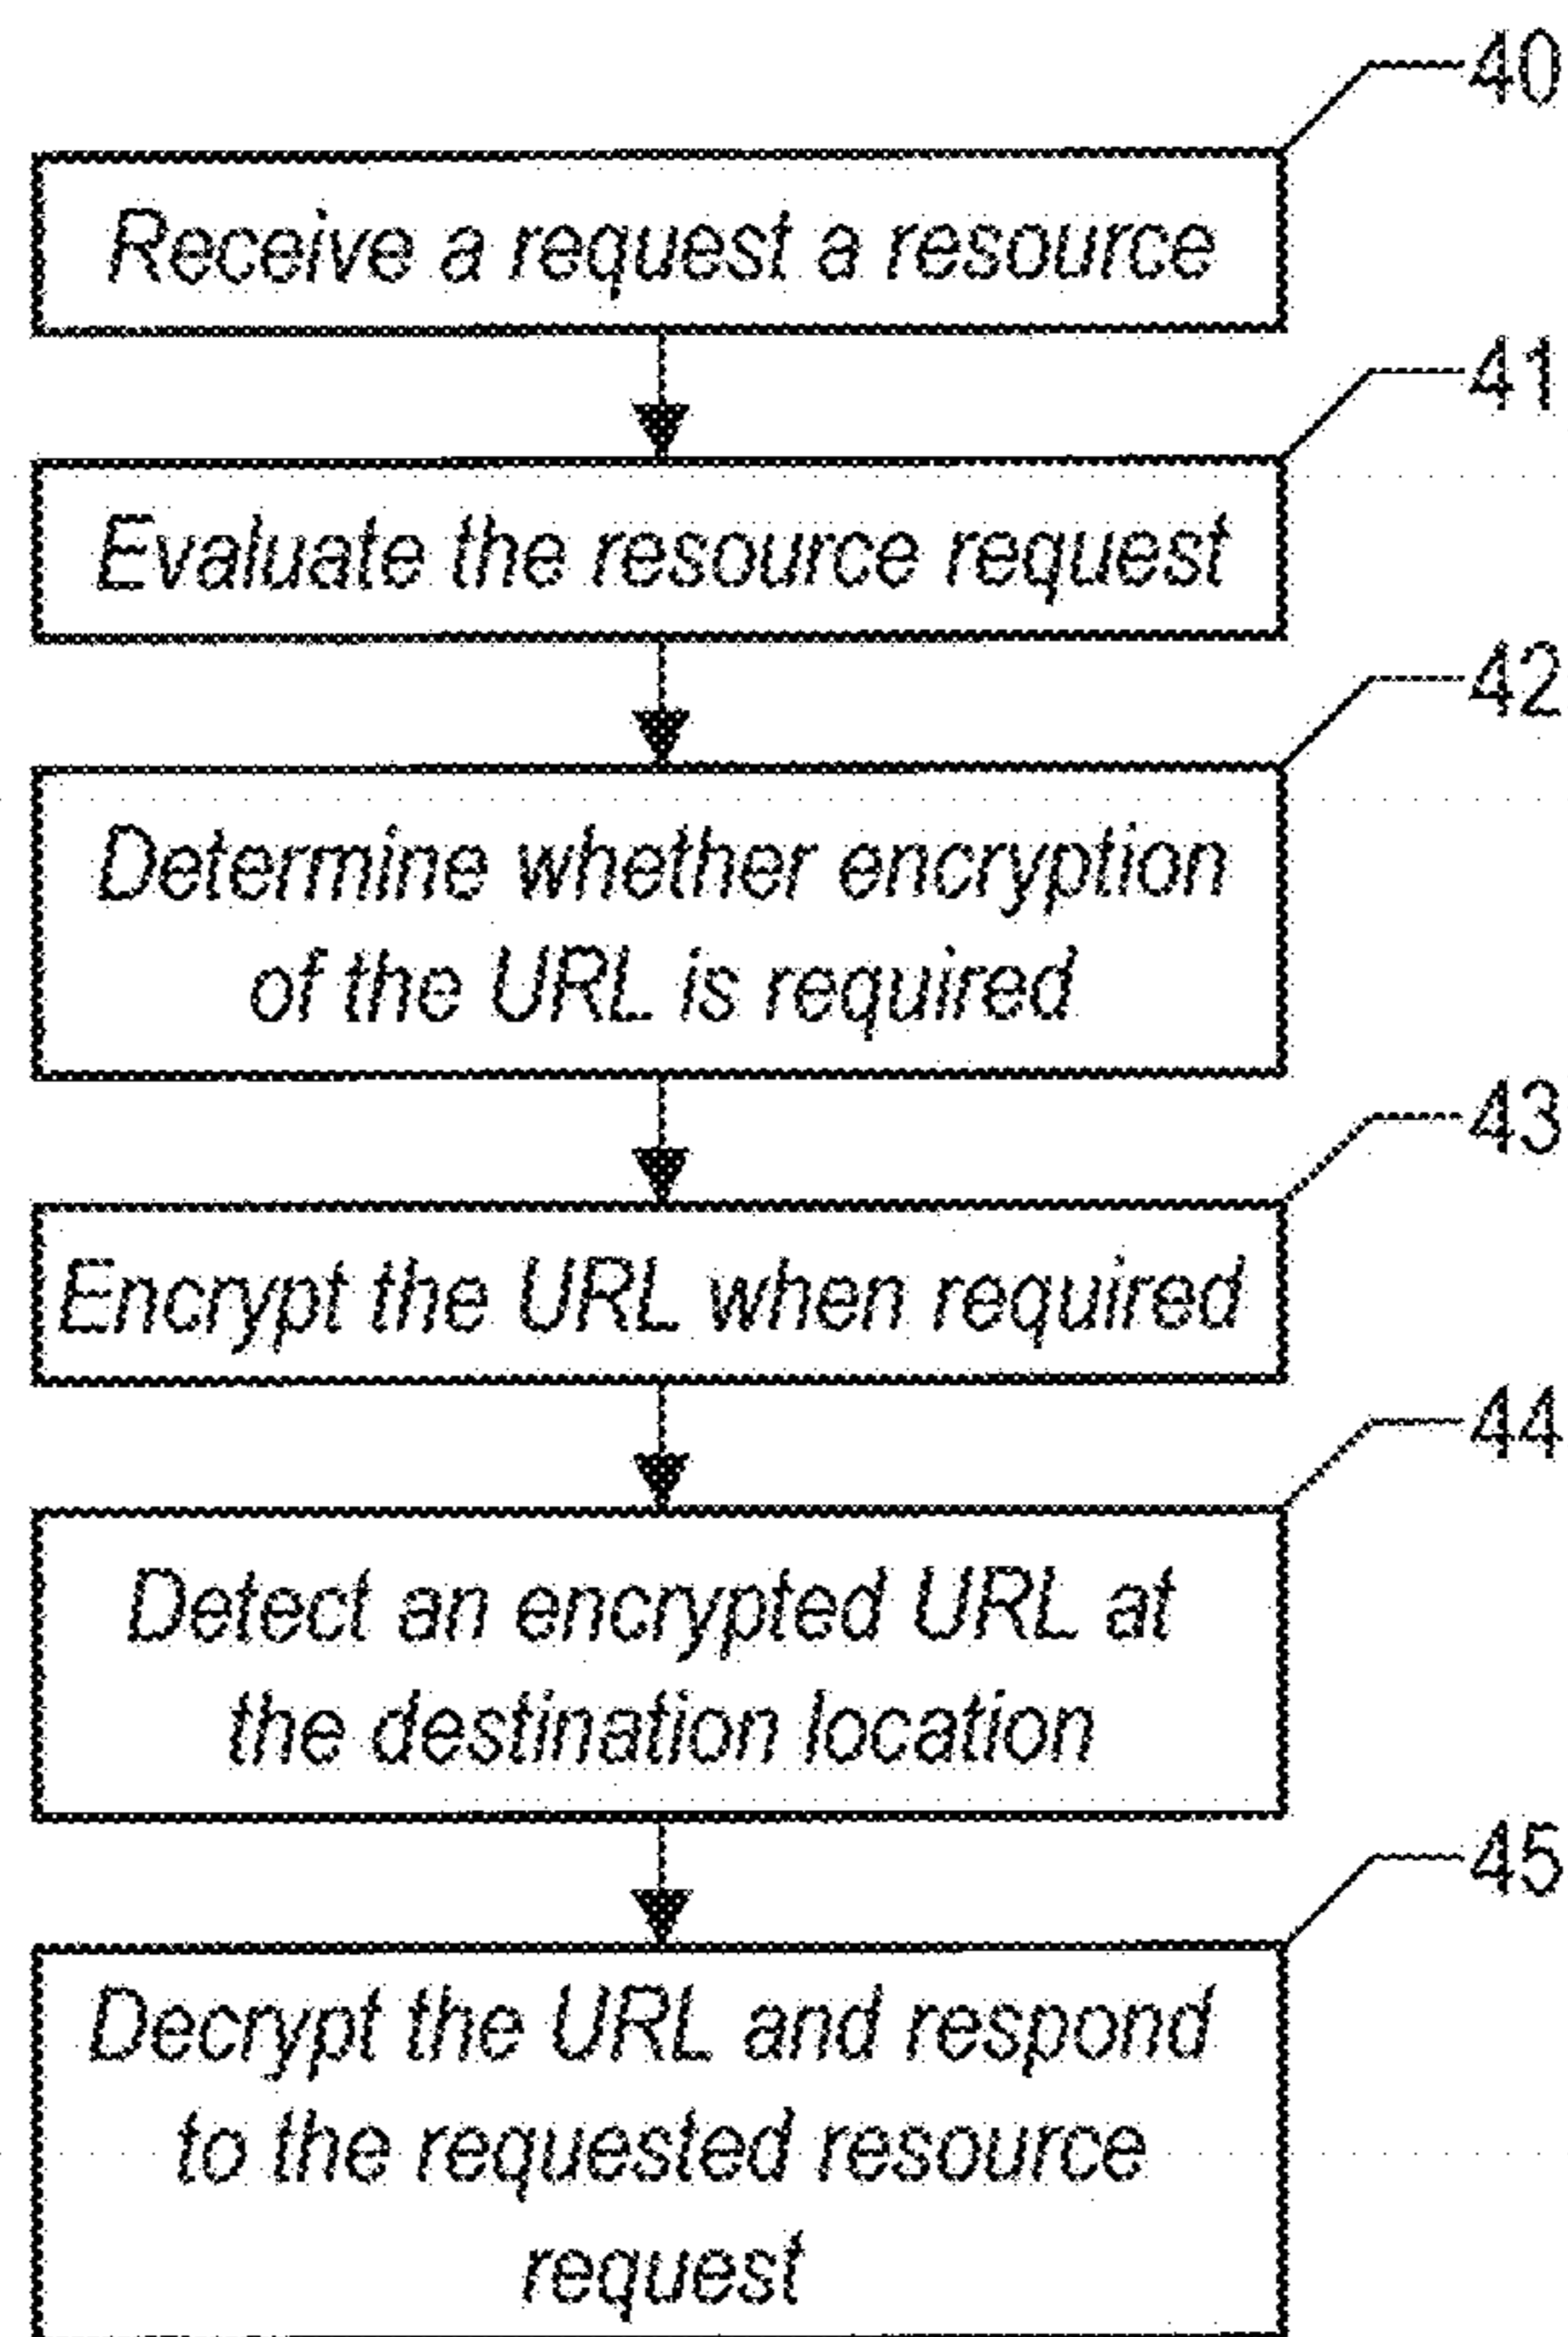 40
Receive a request a resource
41
Evaluate the resource request
42
Determine whether encryption
of the URL is required
43
Encrypt the URL when required
44
Detect an encrypted URL at
the destination location
45
Decrypt the URL and respond
to the requested resource
request